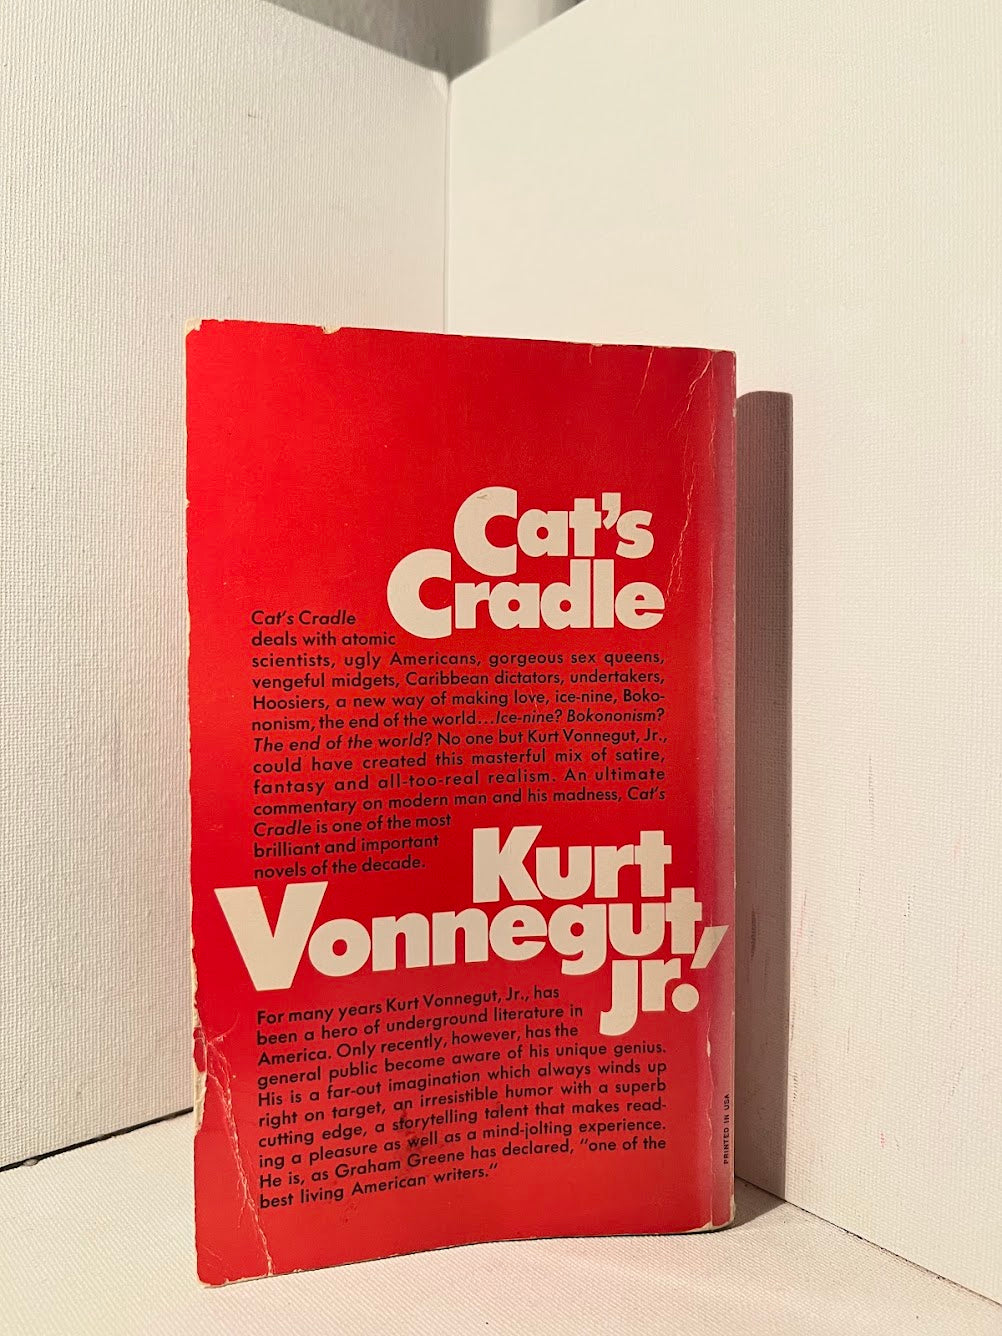 Cat's
Cradle
Cat's Cradle
deals with atomic
scientists, ugly Americans, gorgeous sex queens,
vengeful midgets, Caribbean dictators, undertakers,
Hoosiers, a new way of making love, ice-nine, Boko-
nonism, the end of the world...Ice-nine? Bokononism?
The end of the world? No one but Kurt Vonnegut, Jr.,
could have created this masterful mix of satire,
fantasy and all-too-real realism. An ultimate
commentary on modern man and his madness, Cat's
Cradle is one of the most
brilliant and important
novels of the decade.
Kurt
Vonnegut,
jr.
For many years Kurt Vonnegut, Jr., has
been a hero of underground literature in
America. Only recently, however, has the
general public become aware of his unique genius.
His is a far-out imagination which always winds up
right on target, an irresistible humor with a superb
cutting edge, a storytelling talent that makes read-
ing a pleasure as well as a mind-jolting experience.
He is, as Graham Greene has declared, "one of the
best living American writers."
PRINTED IN USA